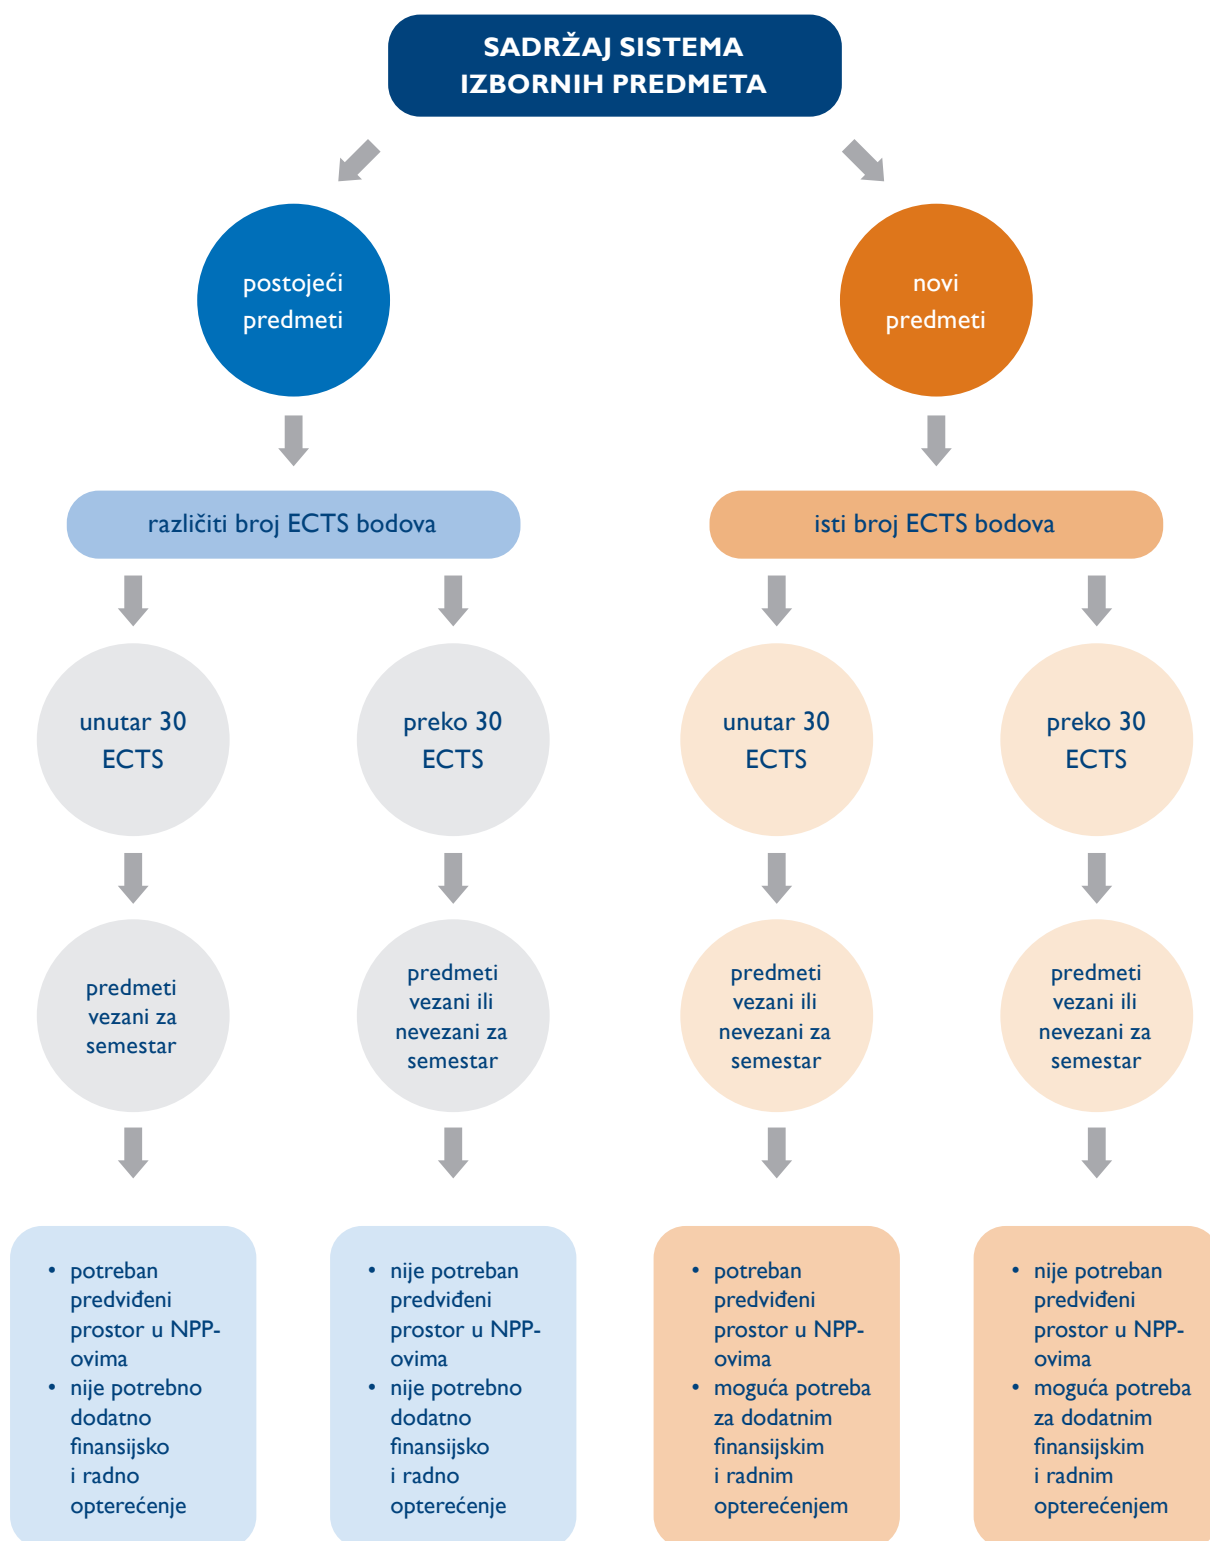 SADRŽAJ SISTEMA
IZBORNIH PREDMETA
postojeći
predmeti
novi
predmeti
različiti broj ECTS bodova
isti broj ECTS bodova
unutar 30
ECTS
preko 30
ECTS
unutar 30
ECTS
preko 30
ECTS
predmeti
vezani za
semestar
predmeti
vezani ili
nevezani za
semestar
predmeti
vezani ili
nevezani za
semestar
predmeti
vezani ili
nevezani za
semestar
• potreban
predviđeni
prostor u NPP-
ovima
• nije potrebno
dodatno
finansijsko
i radno
opterećenje
• nije potreban
predviđeni
prostor u NPP-
ovima
• nije potrebno
dodatno
finansijsko
i radno
opterećenje
• potreban
predviđeni
prostor u NPP-
ovima
• moguća potreba
za dodatnim
finansijskim
i radnim
opterećenjem
• nije potreban
predviđeni
prostor u NPP-
ovima
• moguća potreba
za dodatnim
finansijskim
i radnim
opterećenjem